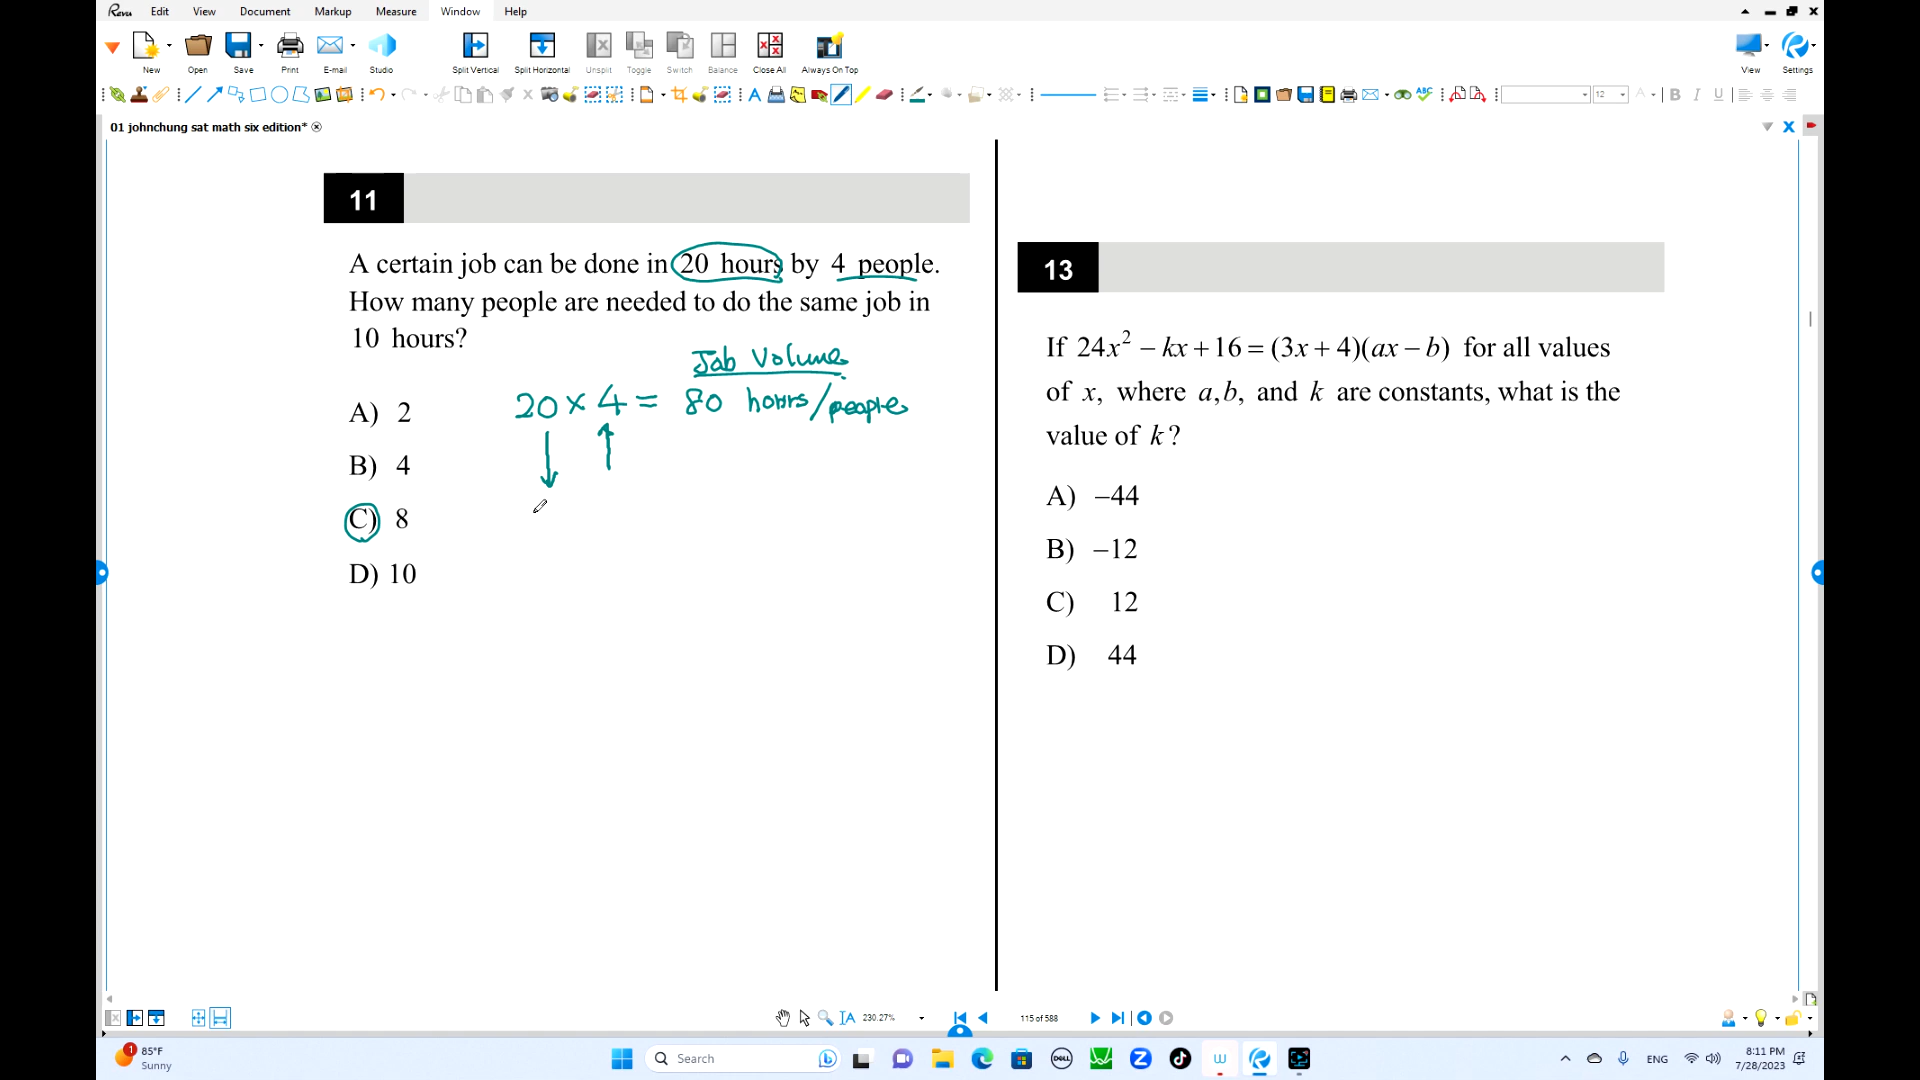 Revu Edit View Document Markup Measure Window Help
New Open Save Print E-mail Studio Split Vertical Split Horizontal Unsplit Toggle Switch Balance Close All Always On Top View Settings
12 B I U
01 johnchung sat math six edition*
11
A certain job can be done in 20 hours by 4 people.
How many people are needed to do the same job in
10 hours?
Job Volume
20 × 4 = 80 hours/people
A) 2
B) 4
C) 8
D) 10
13
If 24x² − kx + 16 = (3x + 4)(ax − b) for all values
of x, where a, b, and k are constants, what is the
value of k?
A) −44
B) −12
C) 12
D) 44
230.27% 115 of 588
1 85°F
Sunny
Search
DELL
ENG
8:11 PM
7/28/2023